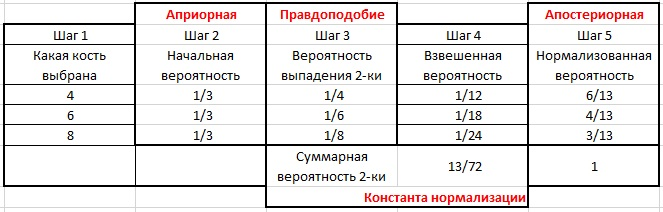 Априорная Правдоподобие Апостериорная
Шаг 1 Шаг 2 Шаг 3 Шаг 4 Шаг 5
Какая кость Начальная Вероятность Взвешенная Нормализованная
выбрана вероятность выпадения 2-ки вероятность вероятность
4 1/3 1/4 1/12 6/13
6 1/3 1/6 1/18 4/13
8 1/3 1/8 1/24 3/13
Суммарная
вероятность 2-ки 13/72 1
Константа нормализации